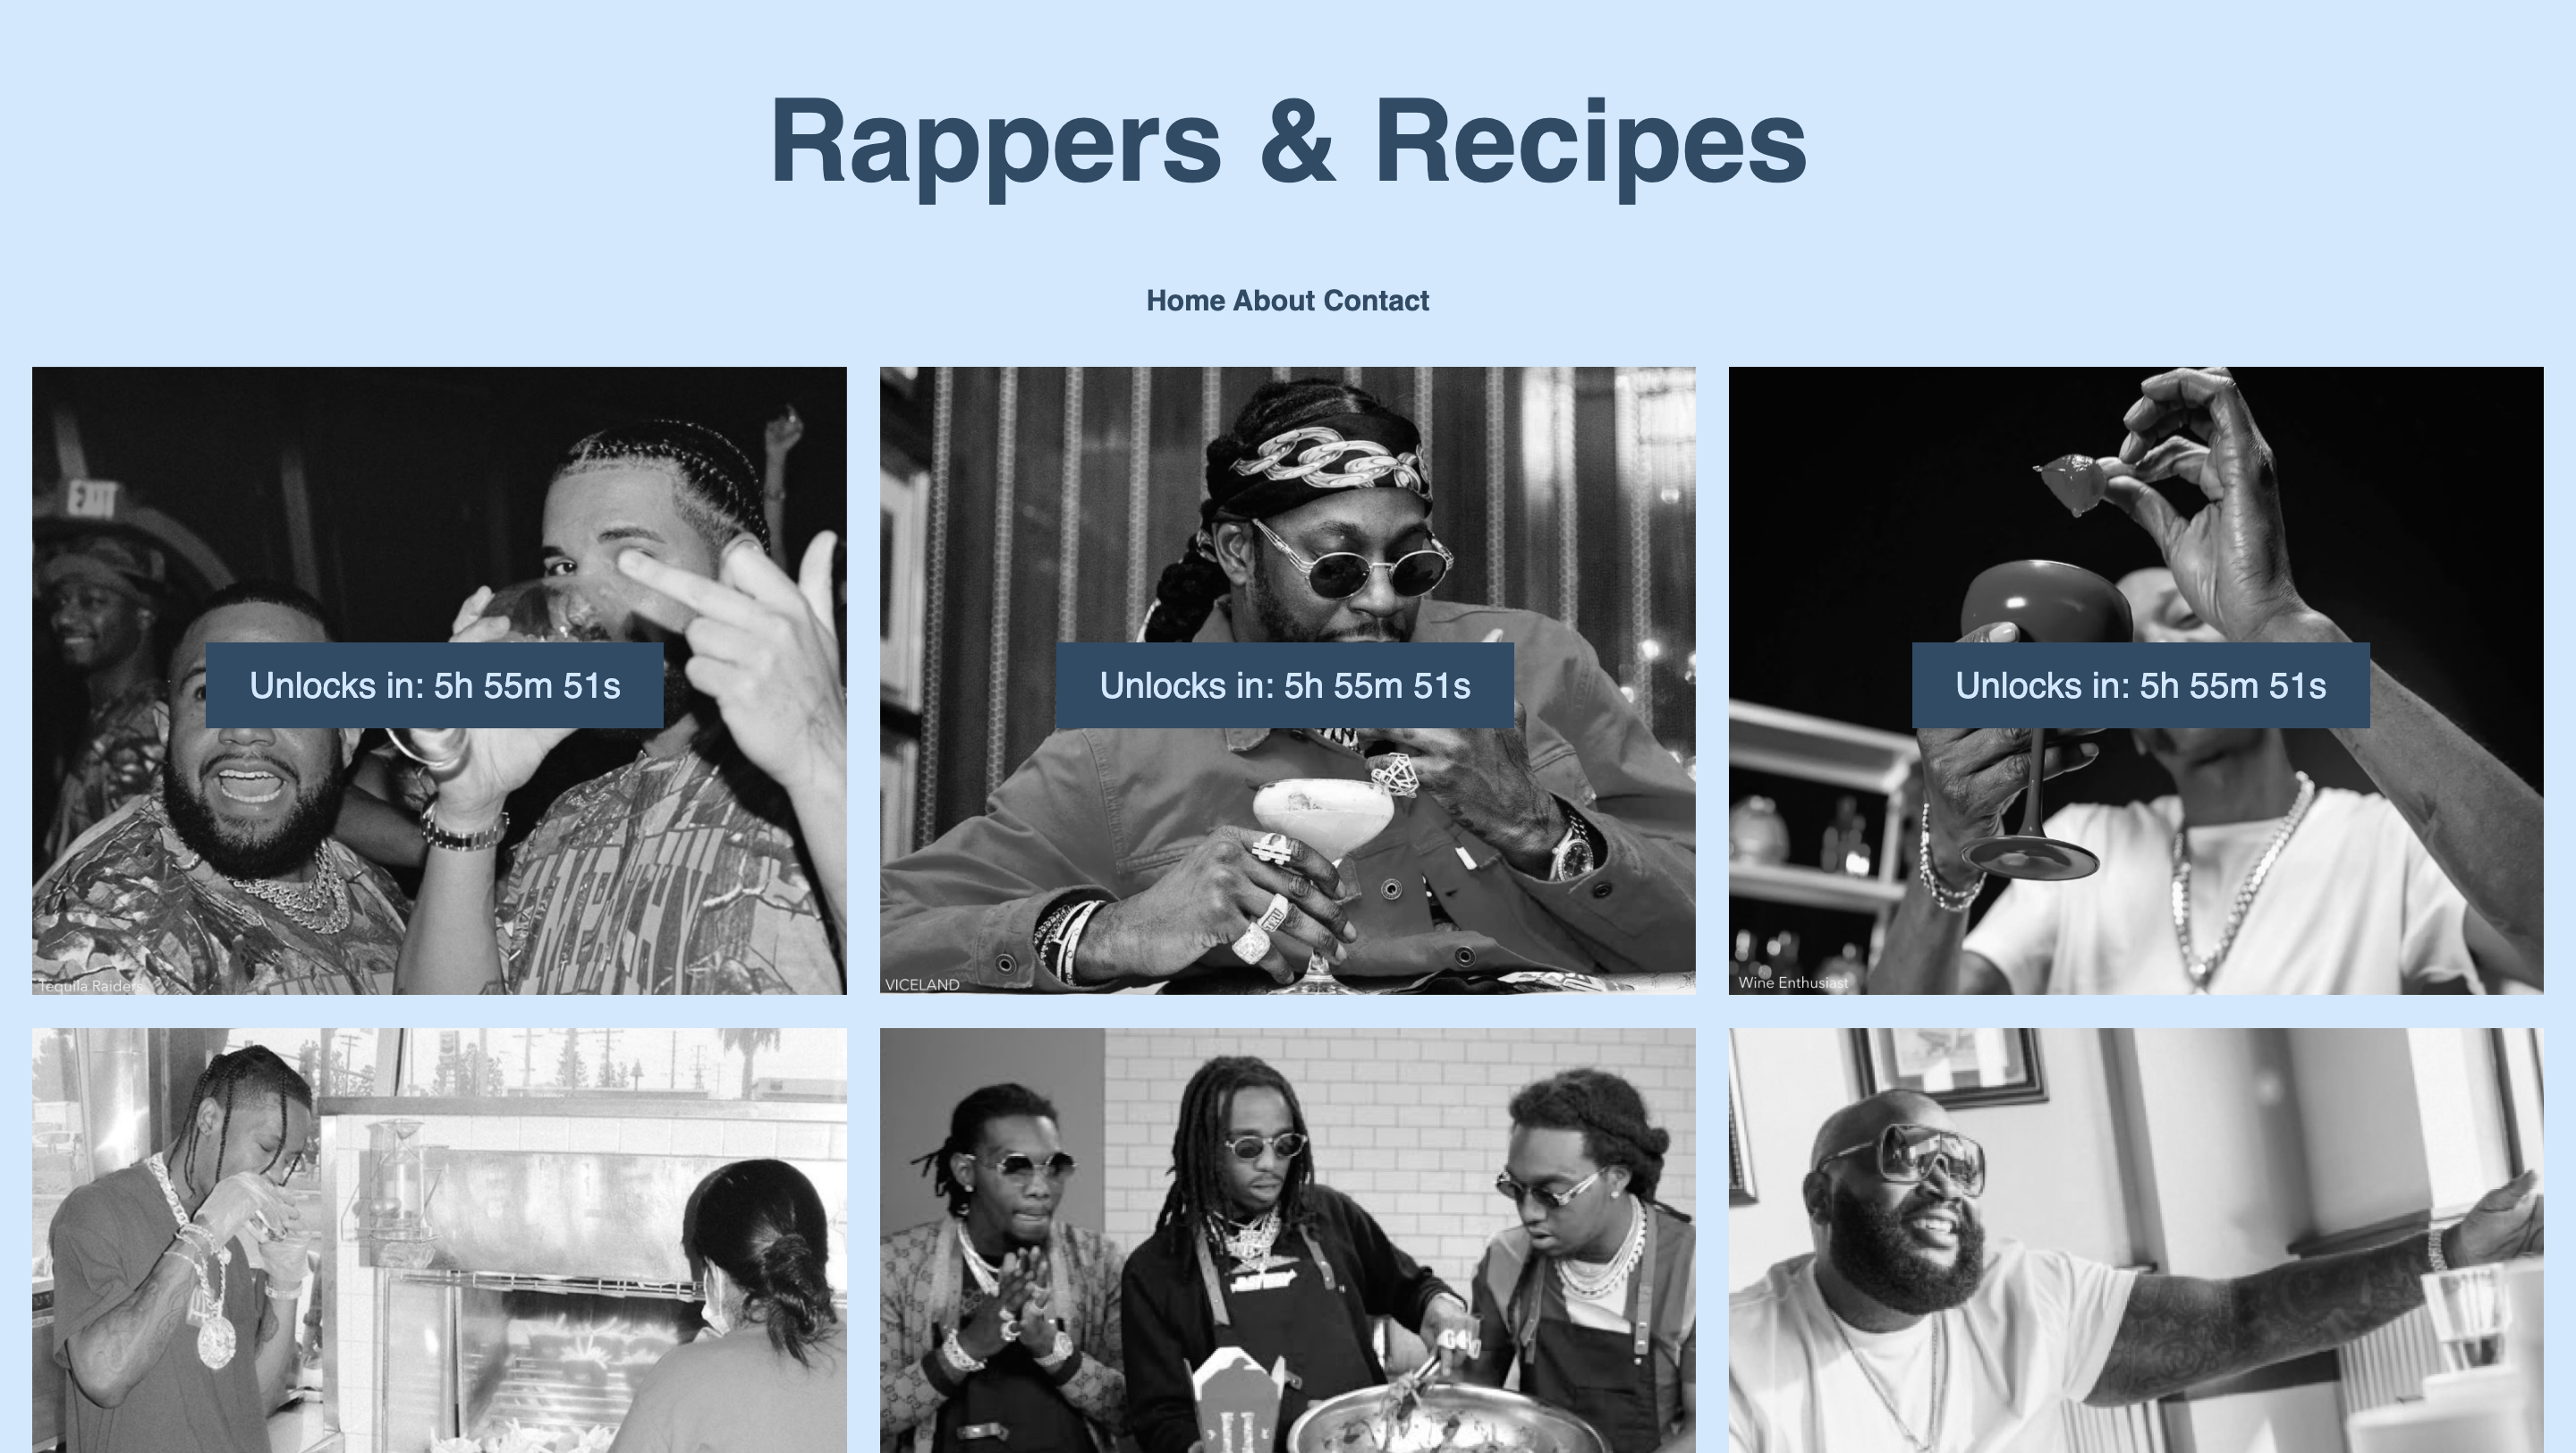 Rappers & Recipes
Home About Contact
EXIT
Unlocks in: 5h 55m 51s
Unlocks in: 5h 55m 51s
Unlocks in: 5h 55m 51s
Tequila Raiders
VICELAND
Wine Enthusiast